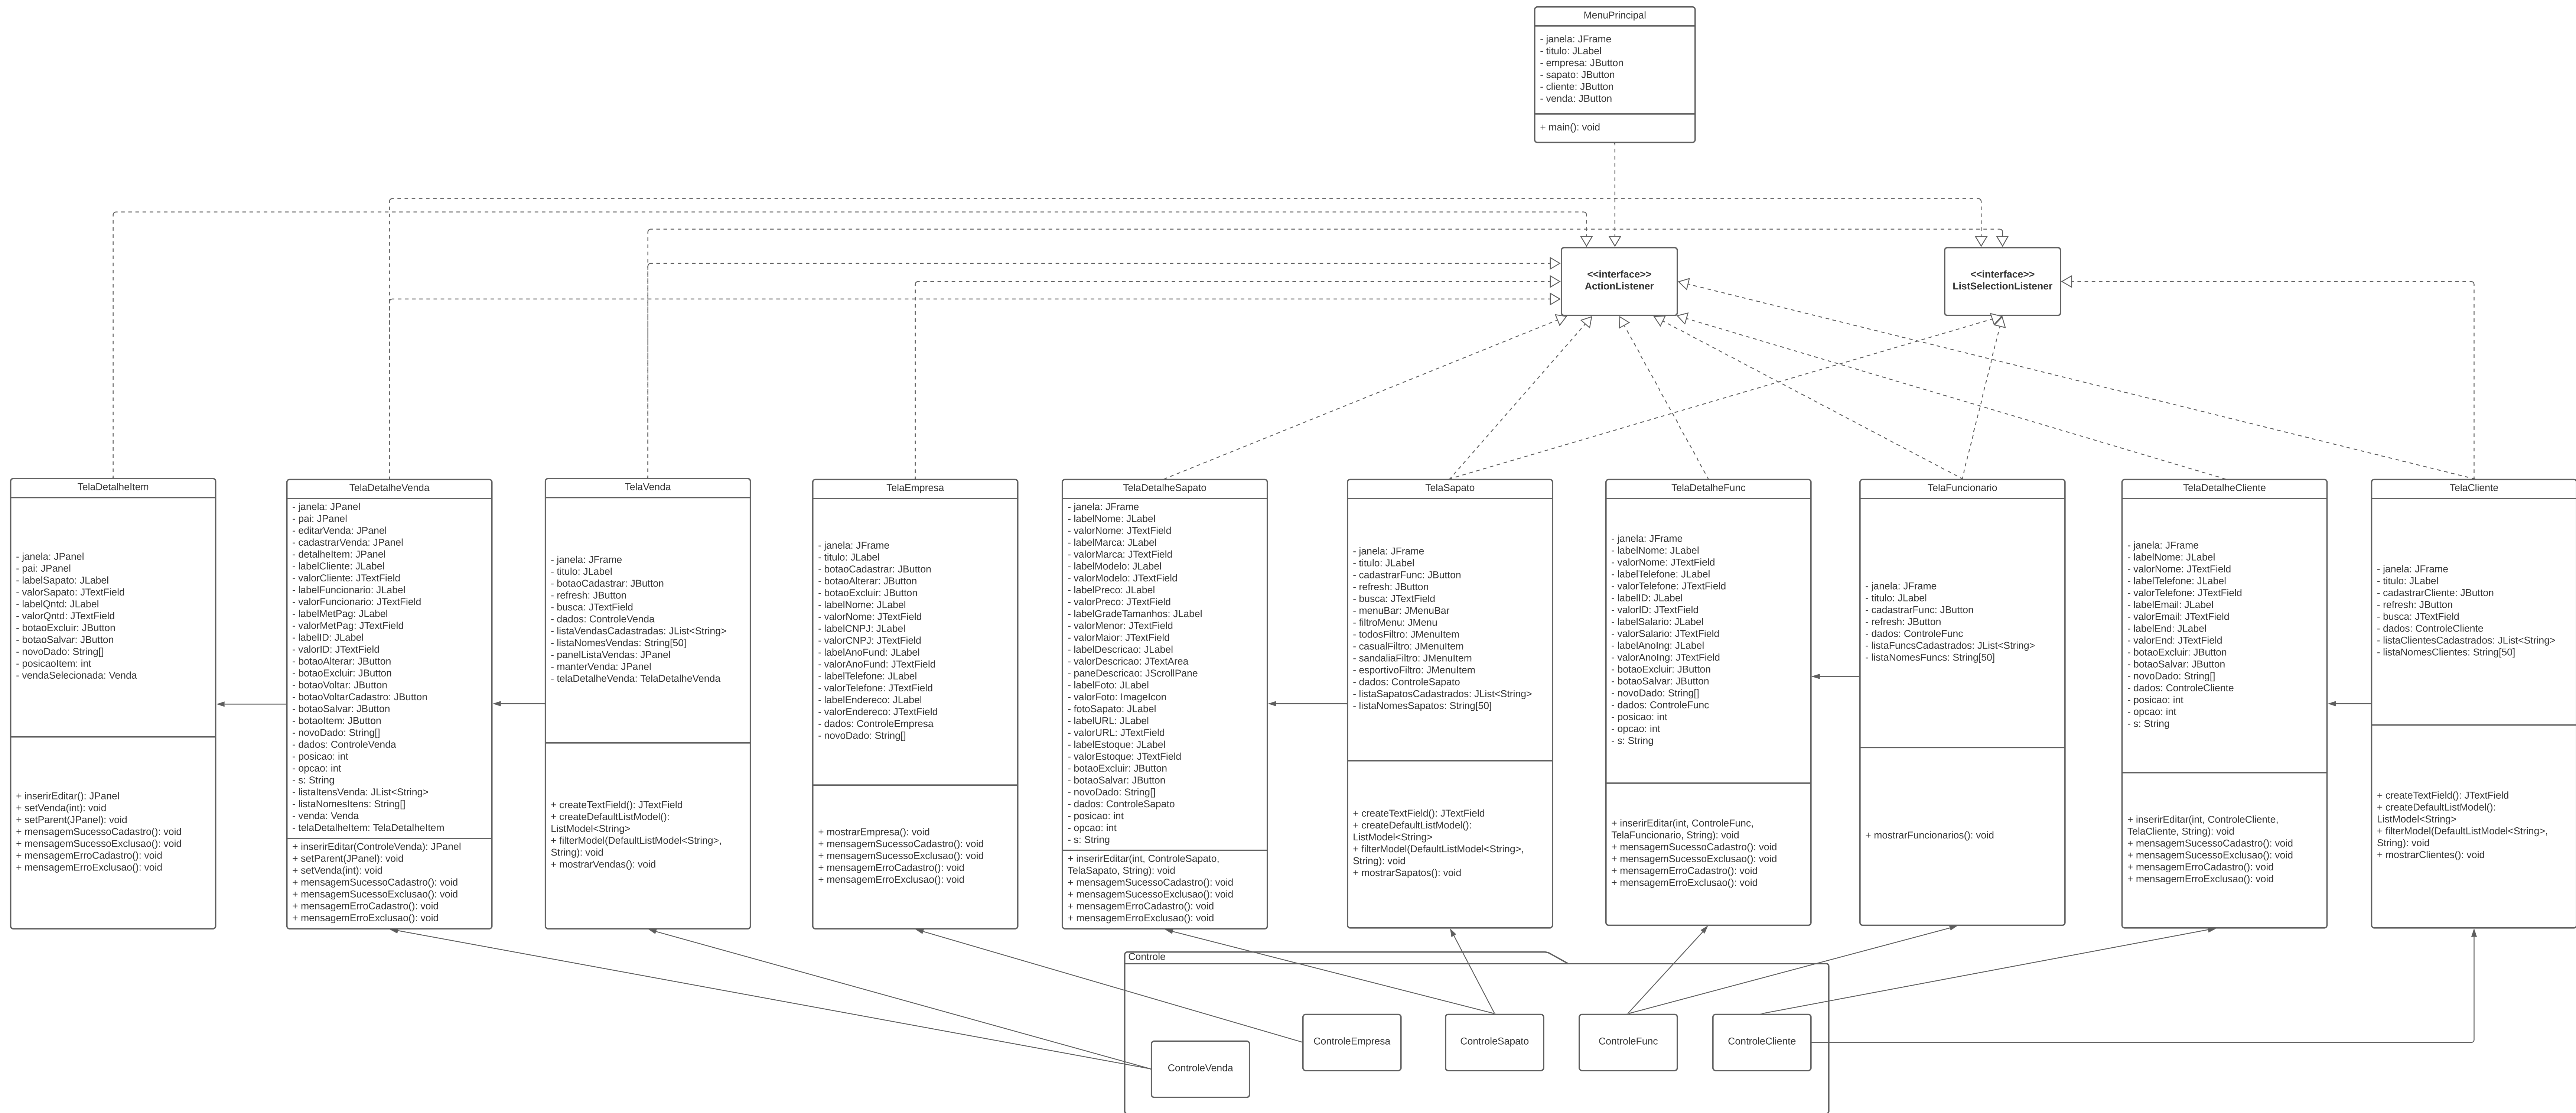 MenuPrincipal
- janela: JFrame
- titulo: JLabel
- empresa: JButton
- sapato: JButton
- cliente: JButton
- venda: JButton
+ main(): void
<<interface>>
ActionListener
<<interface>>
ListSelectionListener
TelaDetalheItem
- janela: JPanel
- pai: JPanel
- labelSapato: JLabel
- valorSapato: JTextField
- labelQntd: JLabel
- valorQntd: JTextField
- botaoExcluir: JButton
- botaoSalvar: JButton
- novoDado: String[]
- posicaoItem: int
- vendaSelecionada: Venda
+ inserirEditar(): JPanel
+ setVenda(int): void
+ setParent(JPanel): void
+ mensagemSucessoCadastro(): void
+ mensagemSucessoExclusao(): void
+ mensagemErroCadastro(): void
+ mensagemErroExclusao(): void
TelaDetalheVenda
- janela: JPanel
- pai: JPanel
- editarVenda: JPanel
- cadastrarVenda: JPanel
- detalheItem: JPanel
- labelCliente: JLabel
- valorCliente: JTextField
- labelFuncionario: JLabel
- valorFuncionario: JTextField
- labelMetPag: JLabel
- valorMetPag: JTextField
- labelID: JLabel
- valorID: JTextField
- botaoAlterar: JButton
- botaoExcluir: JButton
- botaoVoltar: JButton
- botaoVoltarCadastro: JButton
- botaoSalvar: JButton
- botaoItem: JButton
- novoDado: String[]
- dados: ControleVenda
- posicao: int
- opcao: int
- s: String
- listaItensVenda: JList<String>
- listaNomesItens: String[]
- venda: Venda
- telaDetalheItem: TelaDetalheItem
+ inserirEditar(ControleVenda): JPanel
+ setParent(JPanel): void
+ setVenda(int): void
+ mensagemSucessoCadastro(): void
+ mensagemSucessoExclusao(): void
+ mensagemErroCadastro(): void
+ mensagemErroExclusao(): void
TelaVenda
- janela: JFrame
- titulo: JLabel
- botaoCadastrar: JButton
- refresh: JButton
- busca: JTextField
- dados: ControleVenda
- listaVendasCadastradas: JList<String>
- listaNomesVendas: String[50]
- panelListaVendas: JPanel
- manterVenda: JPanel
- telaDetalheVenda: TelaDetalheVenda
+ createTextField(): JTextField
+ createDefaultListModel():
ListModel<String>
+ filterModel(DefaultListModel<String>,
String): void
+ mostrarVendas(): void
TelaEmpresa
- janela: JFrame
- titulo: JLabel
- botaoCadastrar: JButton
- botaoAlterar: JButton
- botaoExcluir: JButton
- labelNome: JLabel
- valorNome: JTextField
- labelCNPJ: JLabel
- valorCNPJ: JTextField
- labelAnoFund: JLabel
- valorAnoFund: JTextField
- labelTelefone: JLabel
- valorTelefone: JTextField
- labelEndereco: JLabel
- valorEndereco: JTextField
- dados: ControleEmpresa
- novoDado: String[]
+ mostrarEmpresa(): void
+ mensagemSucessoCadastro(): void
+ mensagemSucessoExclusao(): void
+ mensagemErroCadastro(): void
+ mensagemErroExclusao(): void
TelaDetalheSapato
- janela: JFrame
- labelNome: JLabel
- valorNome: JTextField
- labelMarca: JLabel
- valorMarca: JTextField
- labelModelo: JLabel
- valorModelo: JTextField
- labelPreco: JLabel
- valorPreco: JTextField
- labelGradeTamanhos: JLabel
- valorMenor: JTextField
- valorMaior: JTextField
- labelDescricao: JLabel
- valorDescricao: JTextArea
- paneDescricao: JScrollPane
- labelFoto: JLabel
- valorFoto: ImageIcon
- fotoSapato: JLabel
- labelURL: JLabel
- valorURL: JTextField
- labelEstoque: JLabel
- valorEstoque: JTextField
- botaoExcluir: JButton
- botaoSalvar: JButton
- novoDado: String[]
- dados: ControleSapato
- posicao: int
- opcao: int
- s: String
+ inserirEditar(int, ControleSapato,
TelaSapato, String): void
+ mensagemSucessoCadastro(): void
+ mensagemSucessoExclusao(): void
+ mensagemErroCadastro(): void
+ mensagemErroExclusao(): void
TelaSapato
- janela: JFrame
- titulo: JLabel
- cadastrarFunc: JButton
- refresh: JButton
- busca: JTextField
- menuBar: JMenuBar
- filtroMenu: JMenu
- todosFiltro: JMenuItem
- casualFiltro: JMenuItem
- sandaliaFiltro: JMenuItem
- esportivoFiltro: JMenuItem
- dados: ControleSapato
- listaSapatosCadastrados: JList<String>
- listaNomesSapatos: String[50]
+ createTextField(): JTextField
+ createDefaultListModel():
ListModel<String>
+ filterModel(DefaultListModel<String>,
String): void
+ mostrarSapatos(): void
TelaDetalheFunc
- janela: JFrame
- labelNome: JLabel
- valorNome: JTextField
- labelTelefone: JLabel
- valorTelefone: JTextField
- labelID: JLabel
- valorID: JTextField
- labelSalario: JLabel
- valorSalario: JTextField
- labelAnoIng: JLabel
- valorAnoIng: JTextField
- botaoExcluir: JButton
- botaoSalvar: JButton
- novoDado: String[]
- dados: ControleFunc
- posicao: int
- opcao: int
- s: String
+ inserirEditar(int, ControleFunc,
TelaFuncionario, String): void
+ mensagemSucessoCadastro(): void
+ mensagemSucessoExclusao(): void
+ mensagemErroCadastro(): void
+ mensagemErroExclusao(): void
TelaFuncionario
- janela: JFrame
- titulo: JLabel
- cadastrarFunc: JButton
- refresh: JButton
- dados: ControleFunc
- listaFuncsCadastrados: JList<String>
- listaNomesFuncs: String[50]
+ mostrarFuncionarios(): void
TelaDetalheCliente
- janela: JFrame
- labelNome: JLabel
- valorNome: JTextField
- labelTelefone: JLabel
- valorTelefone: JTextField
- labelEmail: JLabel
- valorEmail: JTextField
- labelEnd: JLabel
- valorEnd: JTextField
- botaoExcluir: JButton
- botaoSalvar: JButton
- novoDado: String[]
- dados: ControleCliente
- posicao: int
- opcao: int
- s: String
+ inserirEditar(int, ControleCliente,
TelaCliente, String): void
+ mensagemSucessoCadastro(): void
+ mensagemSucessoExclusao(): void
+ mensagemErroCadastro(): void
+ mensagemErroExclusao(): void
TelaCliente
- janela: JFrame
- titulo: JLabel
- cadastrarCliente: JButton
- refresh: JButton
- busca: JTextField
- dados: ControleCliente
- listaClientesCadastrados: JList<String>
- listaNomesClientes: String[50]
+ createTextField(): JTextField
+ createDefaultListModel():
ListModel<String>
+ filterModel(DefaultListModel<String>,
String): void
+ mostrarClientes(): void
Controle
ControleVenda
ControleEmpresa
ControleSapato
ControleFunc
ControleCliente